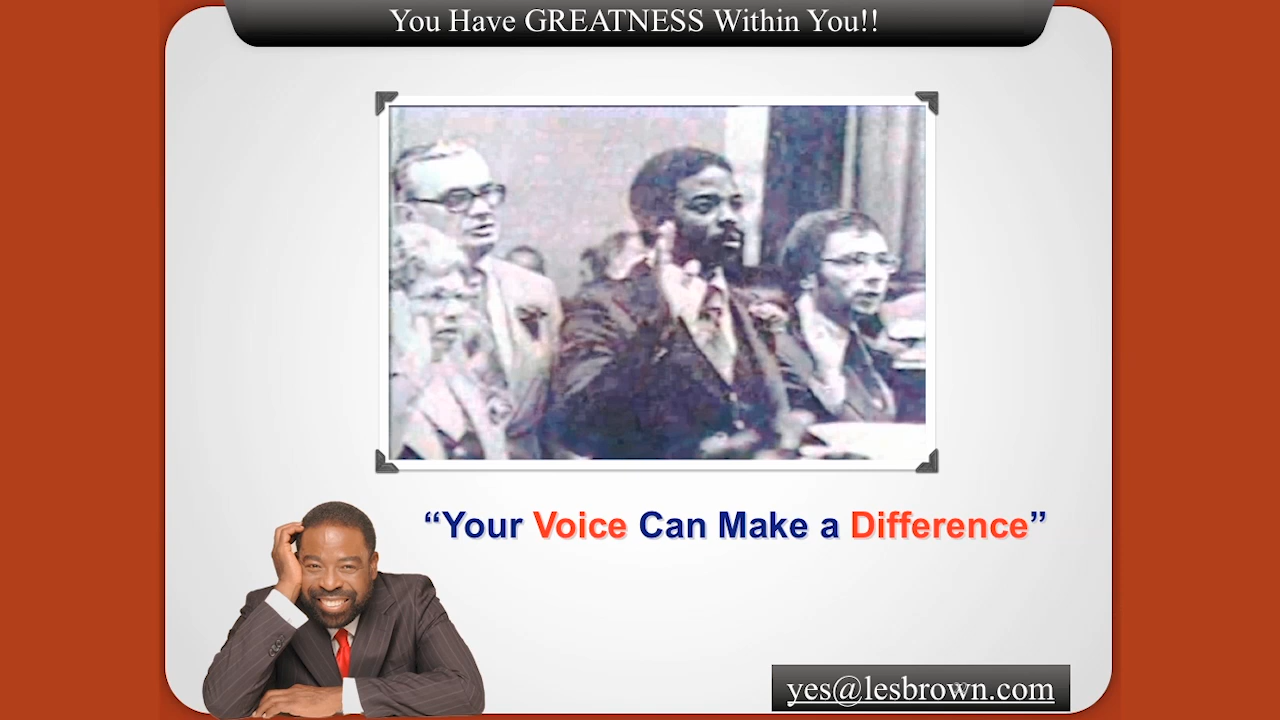 You Have GREATNESS Within You!!
“Your Voice Can Make a Difference”
yes@lesbrown.com